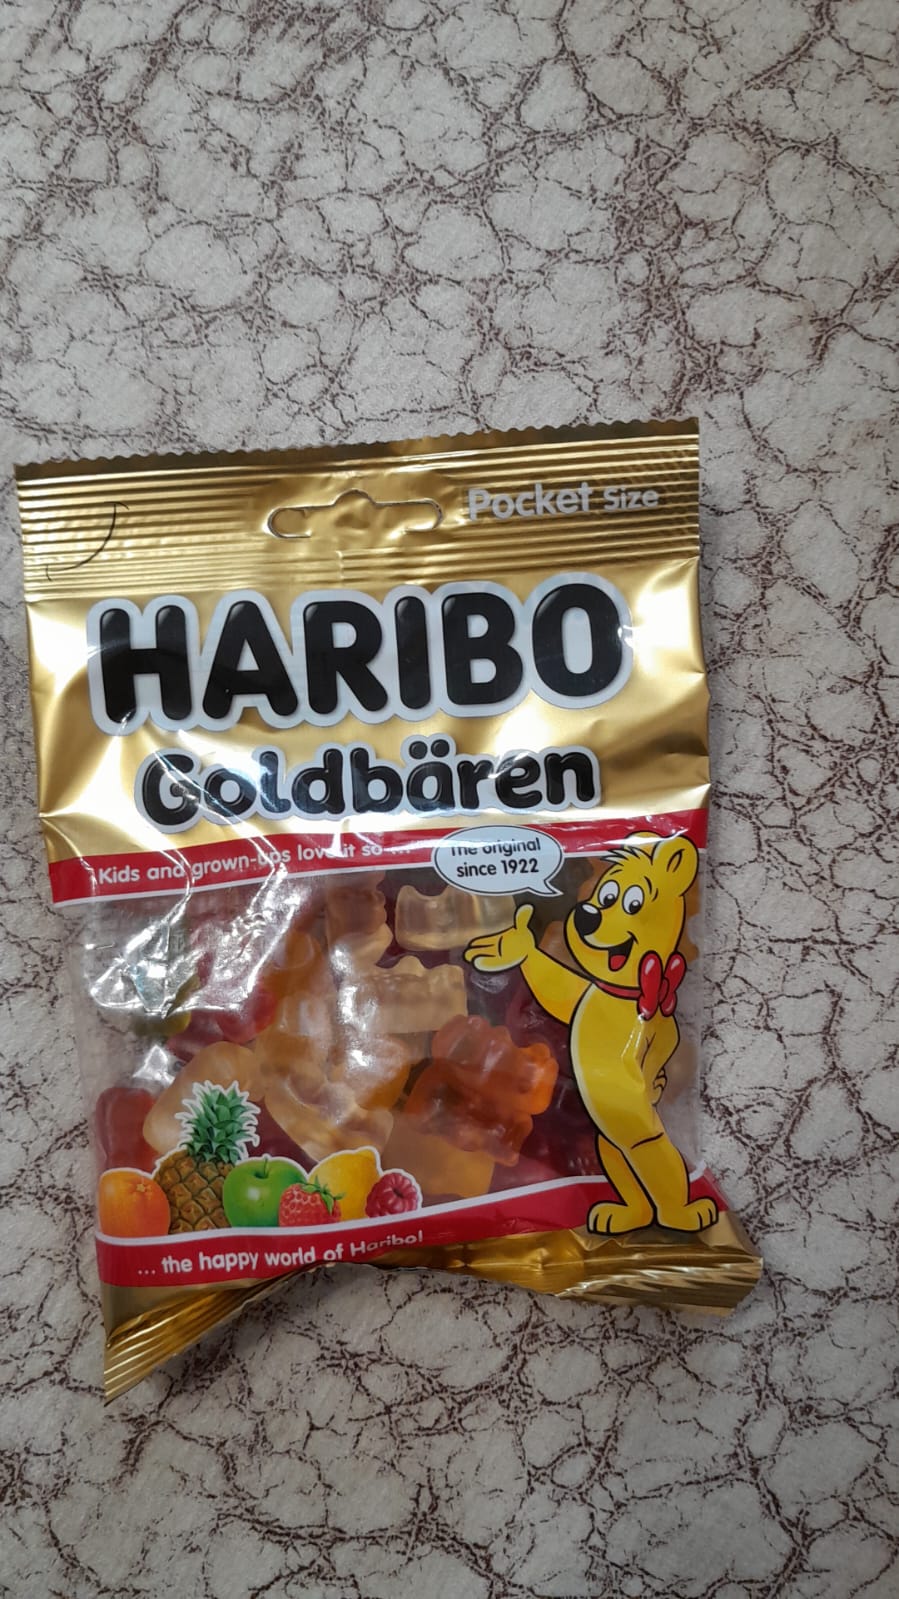 Pocket Size
HARIBO
Goldbären
Kids and grown-ups love it so ...
The original
since 1922
... the happy world of Haribo!